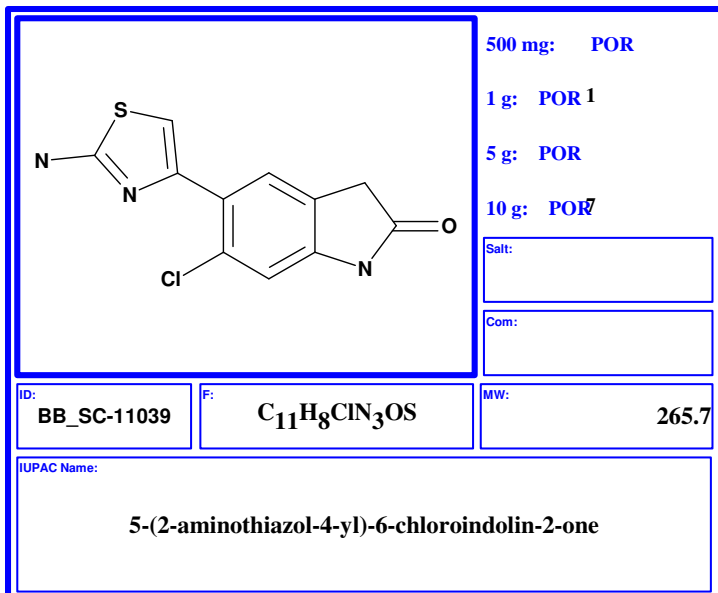 S
N
N
Cl
O
N
500 mg: POR
1 g: POR 1
5 g: POR
10 g: POR7
Salt:
Com:
ID:
BB_SC-11039
F:
C11H8ClN3OS
MW:
265.7
IUPAC Name:
5-(2-aminothiazol-4-yl)-6-chloroindolin-2-one